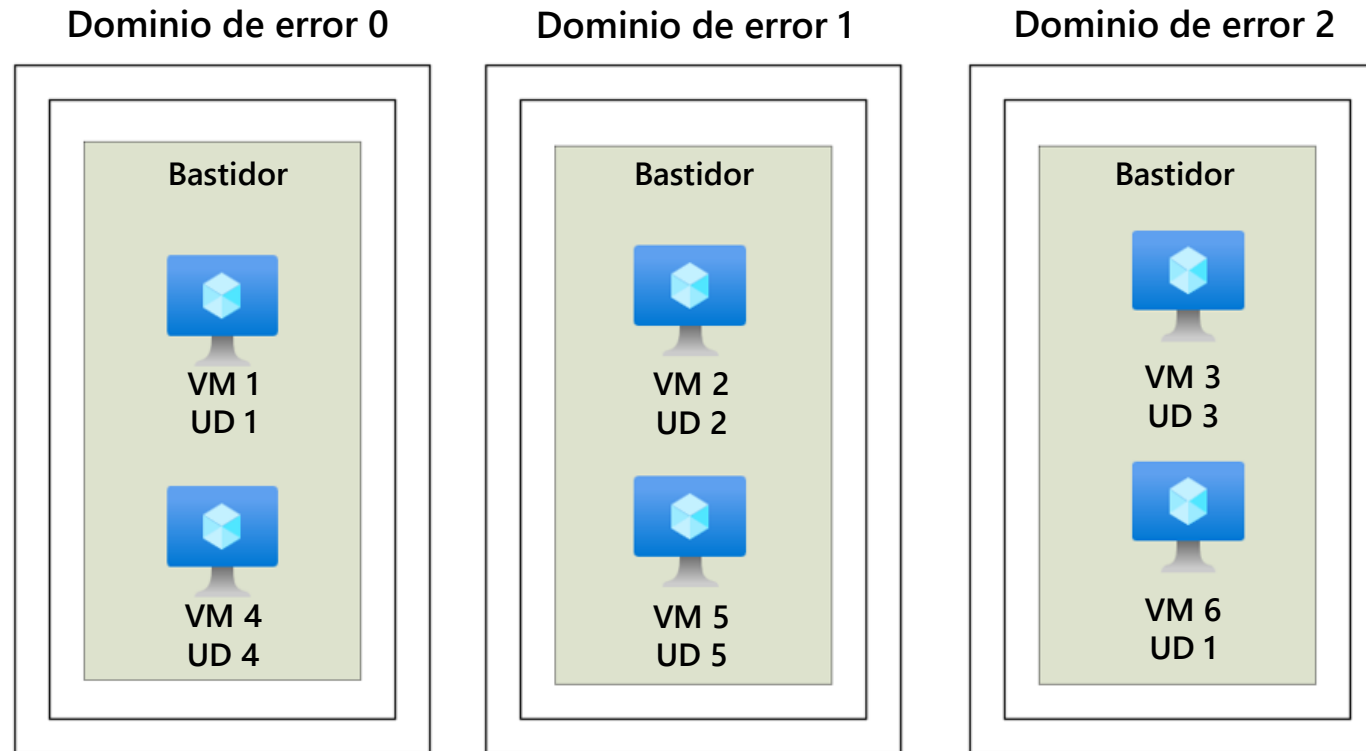 Dominio de error 0
Bastidor
VM 1
UD 1
VM 4
UD 4
Dominio de error 1
Bastidor
VM 2
UD 2
VM 5
UD 5
Dominio de error 2
Bastidor
VM 3
UD 3
VM 6
UD 1